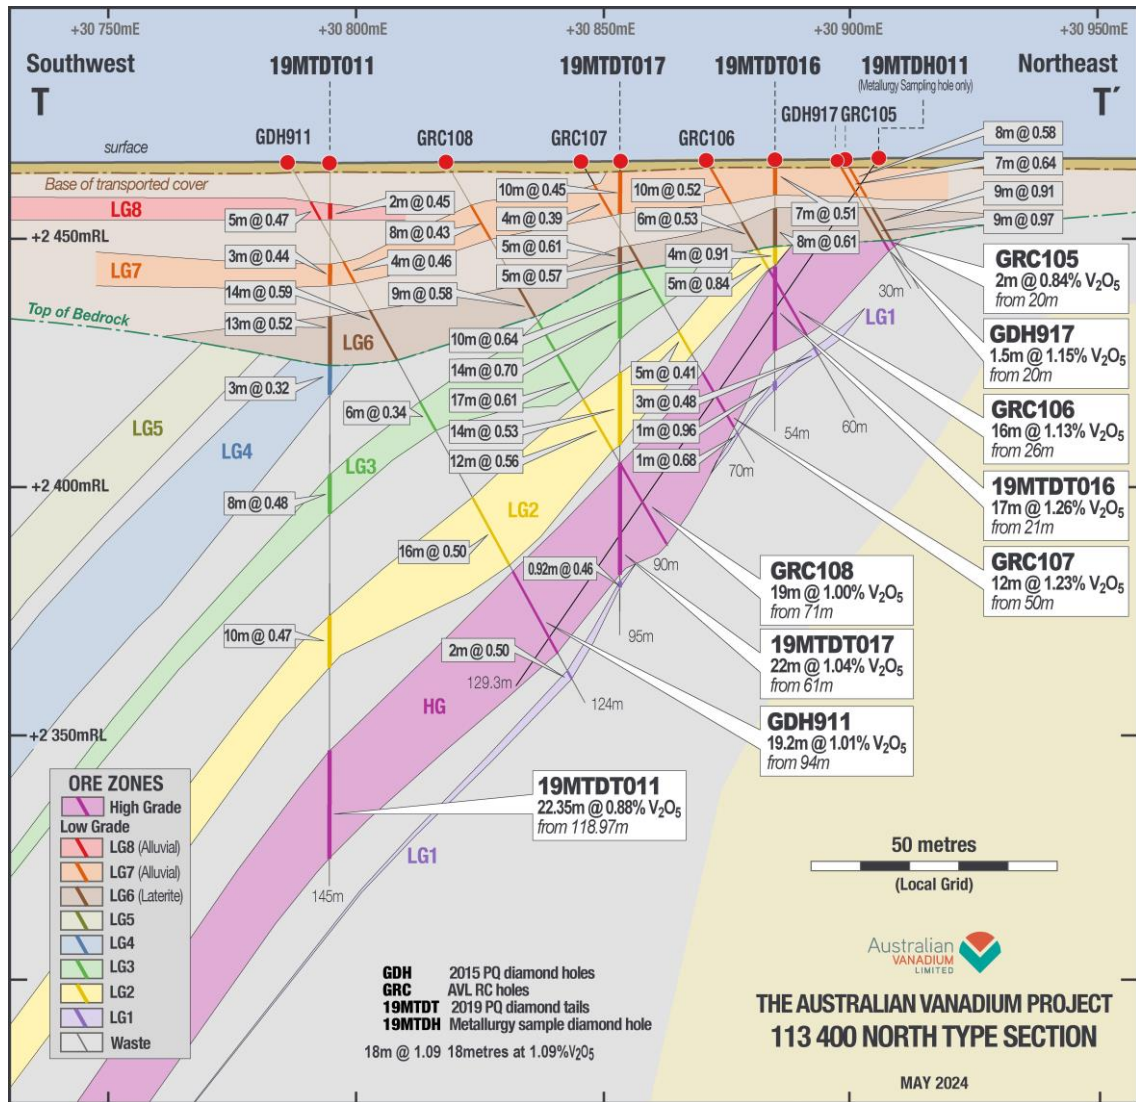 +30 750mE
+30 800mE
+30 850mE
+30 900mE
+30 950mE
Southwest
19MTDT011
19MTDT017
19MTDT016
19MTDH011
(Metallurgy Sampling hole only)
Northeast
T
T´
GDH911
GRC108
GRC107
GRC106
GDH917
GRC105
surface
Base of transported cover
LG8
5m @ 0.47
2m @ 0.45
8m @ 0.43
10m @ 0.45
4m @ 0.39
10m @ 0.52
6m @ 0.53
7m @ 0.51
8m @ 0.61
8m @ 0.58
7m @ 0.64
9m @ 0.91
9m @ 0.97
+2 450mRL
LG7
3m @ 0.44
4m @ 0.46
5m @ 0.61
5m @ 0.57
4m @ 0.91
5m @ 0.84
14m @ 0.59
9m @ 0.58
13m @ 0.52
Top of Bedrock
LG6
30m
LG1
10m @ 0.64
14m @ 0.70
17m @ 0.61
5m @ 0.41
3m @ 0.48
1m @ 0.96
1m @ 0.68
3m @ 0.32
6m @ 0.34
14m @ 0.53
12m @ 0.56
LG5
LG4
LG3
54m
60m
70m
+2 400mRL
8m @ 0.48
LG2
16m @ 0.50
0.92m @ 0.46
90m
95m
10m @ 0.47
2m @ 0.50
129.3m
124m
HG
+2 350mRL
LG1
145m
GRC105
2m @ 0.84% V₂O₅
from 20m
GDH917
1.5m @ 1.15% V₂O₅
from 20m
GRC106
16m @ 1.13% V₂O₅
from 26m
19MTDT016
17m @ 1.26% V₂O₅
from 21m
GRC107
12m @ 1.23% V₂O₅
from 50m
GRC108
19m @ 1.00% V₂O₅
from 71m
19MTDT017
22m @ 1.04% V₂O₅
from 61m
GDH911
19.2m @ 1.01% V₂O₅
from 94m
19MTDT011
22.35m @ 0.88% V₂O₅
from 118.97m
ORE ZONES
High Grade
Low Grade
LG8 (Alluvial)
LG7 (Alluvial)
LG6 (Laterite)
LG5
LG4
LG3
LG2
LG1
Waste
50 metres
(Local Grid)
Australian
VANADIUM
LIMITED
GDH 2015 PQ diamond holes
GRC AVL RC holes
19MTDT 2019 PQ diamond tails
19MTDH Metallurgy sample diamond hole
18m @ 1.09 18metres at 1.09%V₂O₅
THE AUSTRALIAN VANADIUM PROJECT
113 400 NORTH TYPE SECTION
MAY 2024